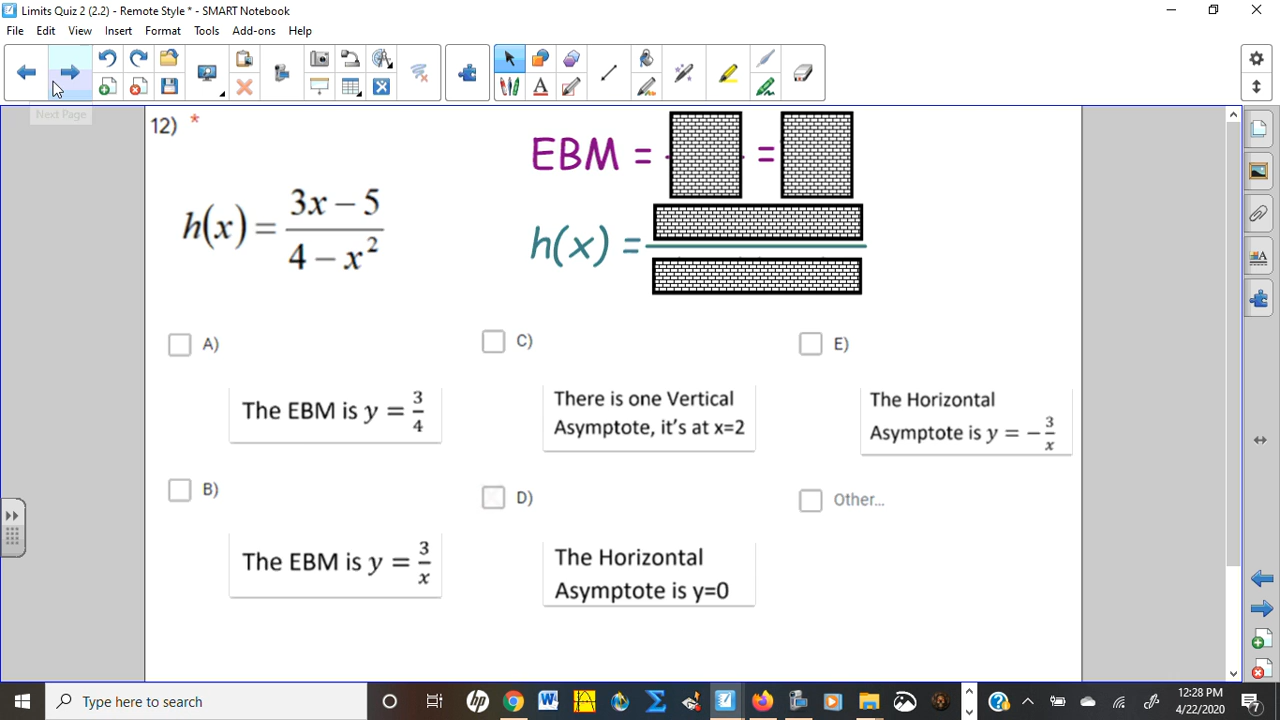 Limits Quiz 2 (2.2) - Remote Style * - SMART Notebook
File Edit View Insert Format Tools Add-ons Help
Next Page
12) *
EBM = =
h(x) = 3x − 5 / 4 − x²
h(x) =
A)
The EBM is y = 3/4
B)
The EBM is y = 3/x
C)
There is one Vertical
Asymptote, it's at x=2
D)
The Horizontal
Asymptote is y=0
E)
The Horizontal
Asymptote is y = − 3/x
Other...
Type here to search
12:28 PM
4/22/2020